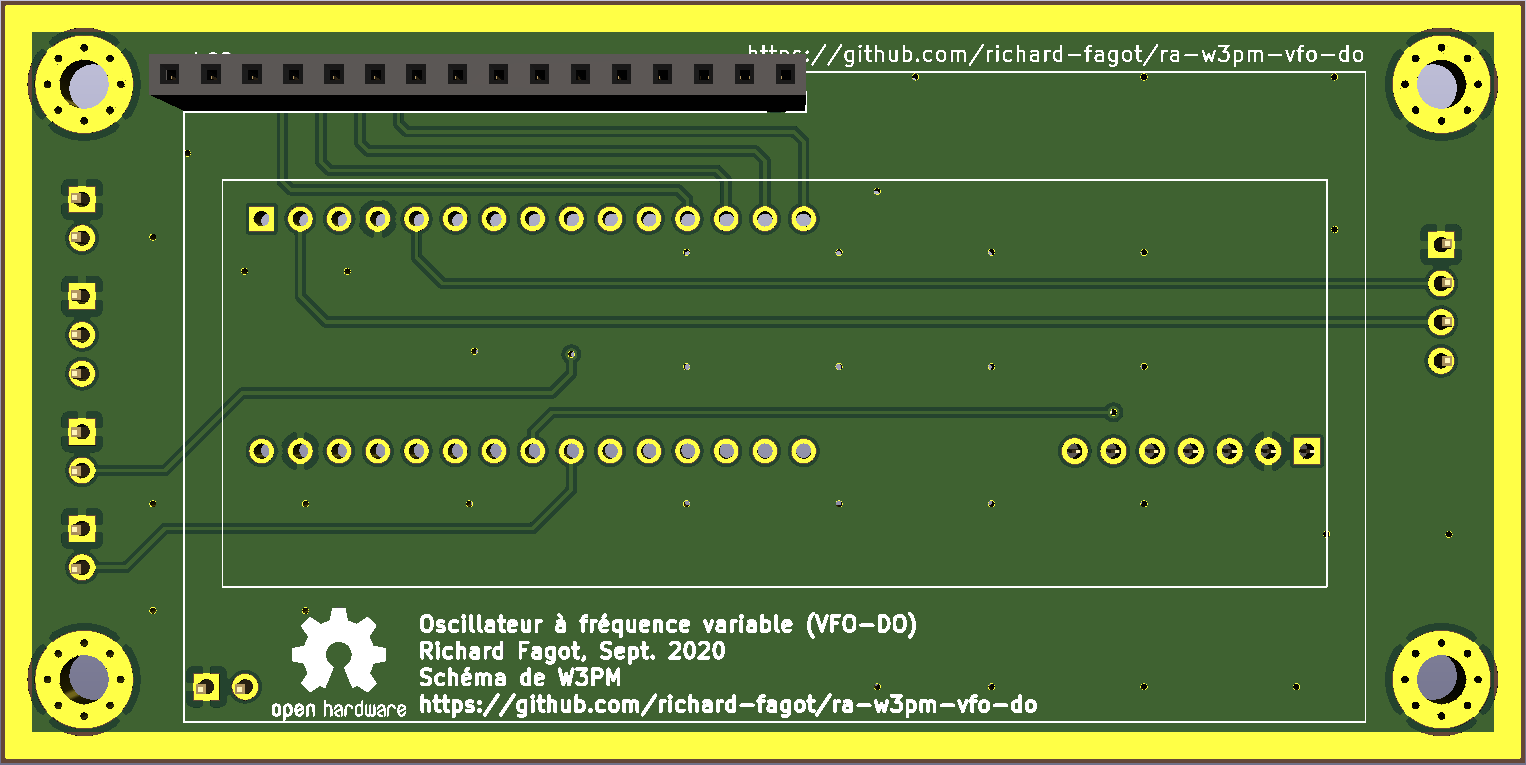 https://github.com/richard-fagot/ra-w3pm-vfo-do
Oscillateur à fréquence variable (VFO-DO)
Richard Fagot, Sept. 2020
Schéma de W3PM
https://github.com/richard-fagot/ra-w3pm-vfo-do
open hardware